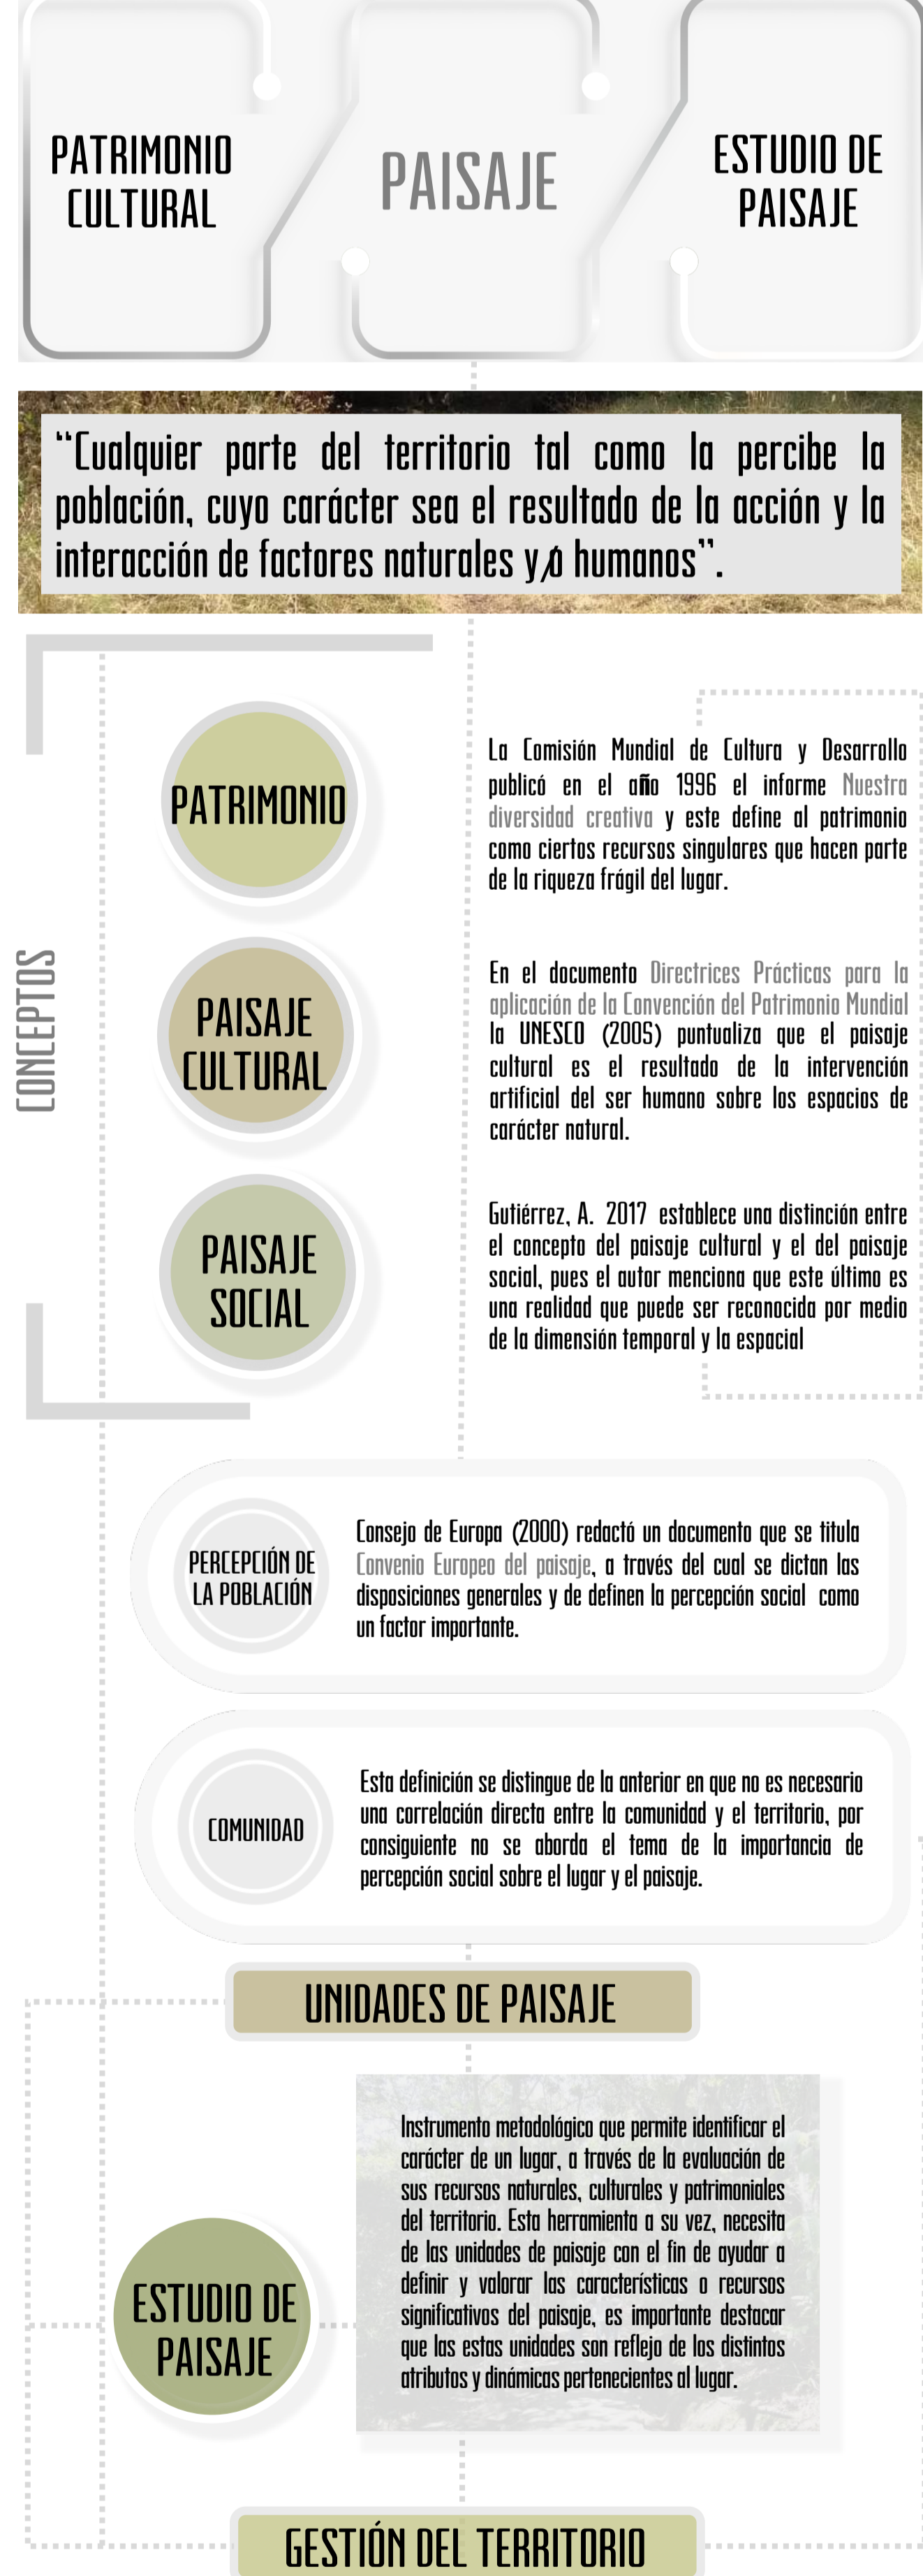 PATRIMONIO
CULTURAL
PAISAJE
ESTUDIO DE
PAISAJE
“Cualquier parte del territorio tal como la percibe la
población, cuyo carácter sea el resultado de la acción y la
interacción de factores naturales y/o humanos”.
CONCEPTOS
PATRIMONIO
La Comisión Mundial de Cultura y Desarrollo
publicó en el año 1996 el informe Nuestra
diversidad creativa y este define al patrimonio
como ciertos recursos singulares que hacen parte
de la riqueza frágil del lugar.
PAISAJE
CULTURAL
En el documento Directrices Prácticas para la
aplicación de la Convención del Patrimonio Mundial
la UNESCO (2005) puntualiza que el paisaje
cultural es el resultado de la intervención
artificial del ser humano sobre los espacios de
carácter natural.
PAISAJE
SOCIAL
Gutiérrez, A. 2017 establece una distinción entre
el concepto del paisaje cultural y el del paisaje
social, pues el autor menciona que este último es
una realidad que puede ser reconocida por medio
de la dimensión temporal y la espacial
PERCEPCIÓN DE
LA POBLACIÓN
Consejo de Europa (2000) redactó un documento que se titula
Convenio Europeo del paisaje, a través del cual se dictan las
disposiciones generales y de definen la percepción social como
un factor importante.
COMUNIDAD
Esta definición se distingue de la anterior en que no es necesario
una correlación directa entre la comunidad y el territorio, por
consiguiente no se aborda el tema de la importancia de
percepción social sobre el lugar y el paisaje.
UNIDADES DE PAISAJE
ESTUDIO DE
PAISAJE
Instrumento metodológico que permite identificar el
carácter de un lugar, a través de la evaluación de
sus recursos naturales, culturales y patrimoniales
del territorio. Esta herramienta a su vez, necesita
de las unidades de paisaje con el fin de ayudar a
definir y valorar las características o recursos
significativos del paisaje, es importante destacar
que las estas unidades son reflejo de los distintos
atributos y dinámicas pertenecientes al lugar.
GESTIÓN DEL TERRITORIO